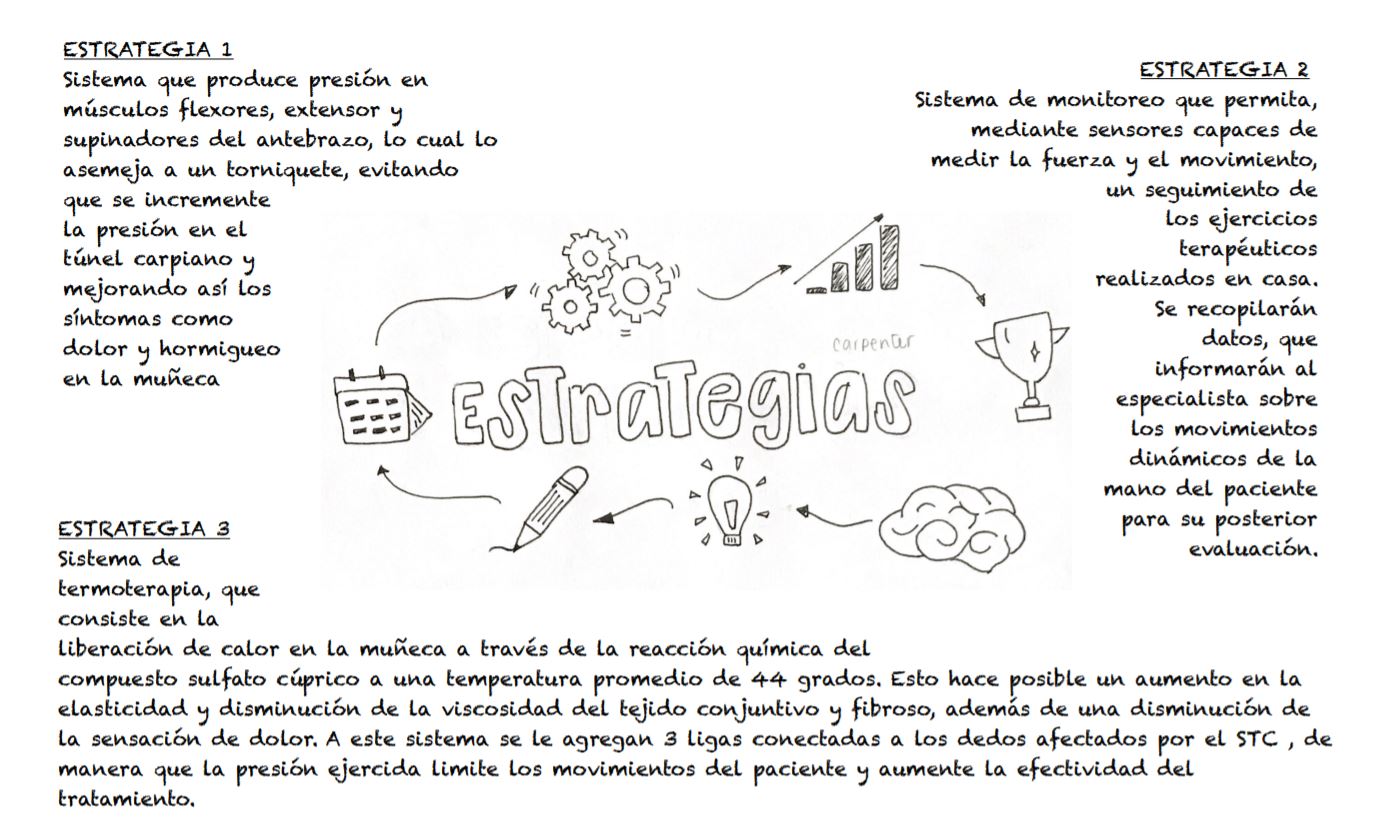 ESTRATEGIA 1
Sistema que produce presión en
músculos flexores, extensor y
supinadores del antebrazo, lo cual lo
asemeja a un torniquete, evitando
que se incremente
la presión en el
túnel carpiano y
mejorando así los
síntomas como
dolor y hormigueo
en la muñeca
ESTRATEGIA 2
Sistema de monitoreo que permita,
mediante sensores capaces de
medir la fuerza y el movimiento,
un seguimiento de
los ejercicios
terapéuticos
realizados en casa.
Se recopilarán
datos, que
informarán al
especialista sobre
los movimientos
dinámicos de la
mano del paciente
para su posterior
evaluación.
carpenter
Estrategias
ESTRATEGIA 3
Sistema de
termoterapia, que
consiste en la
liberación de calor en la muñeca a través de la reacción química del
compuesto sulfato cúprico a una temperatura promedio de 44 grados. Esto hace posible un aumento en la
elasticidad y disminución de la viscosidad del tejido conjuntivo y fibroso, además de una disminución de
la sensación de dolor. A este sistema se le agregan 3 ligas conectadas a los dedos afectados por el STC , de
manera que la presión ejercida limite los movimientos del paciente y aumente la efectividad del
tratamiento.